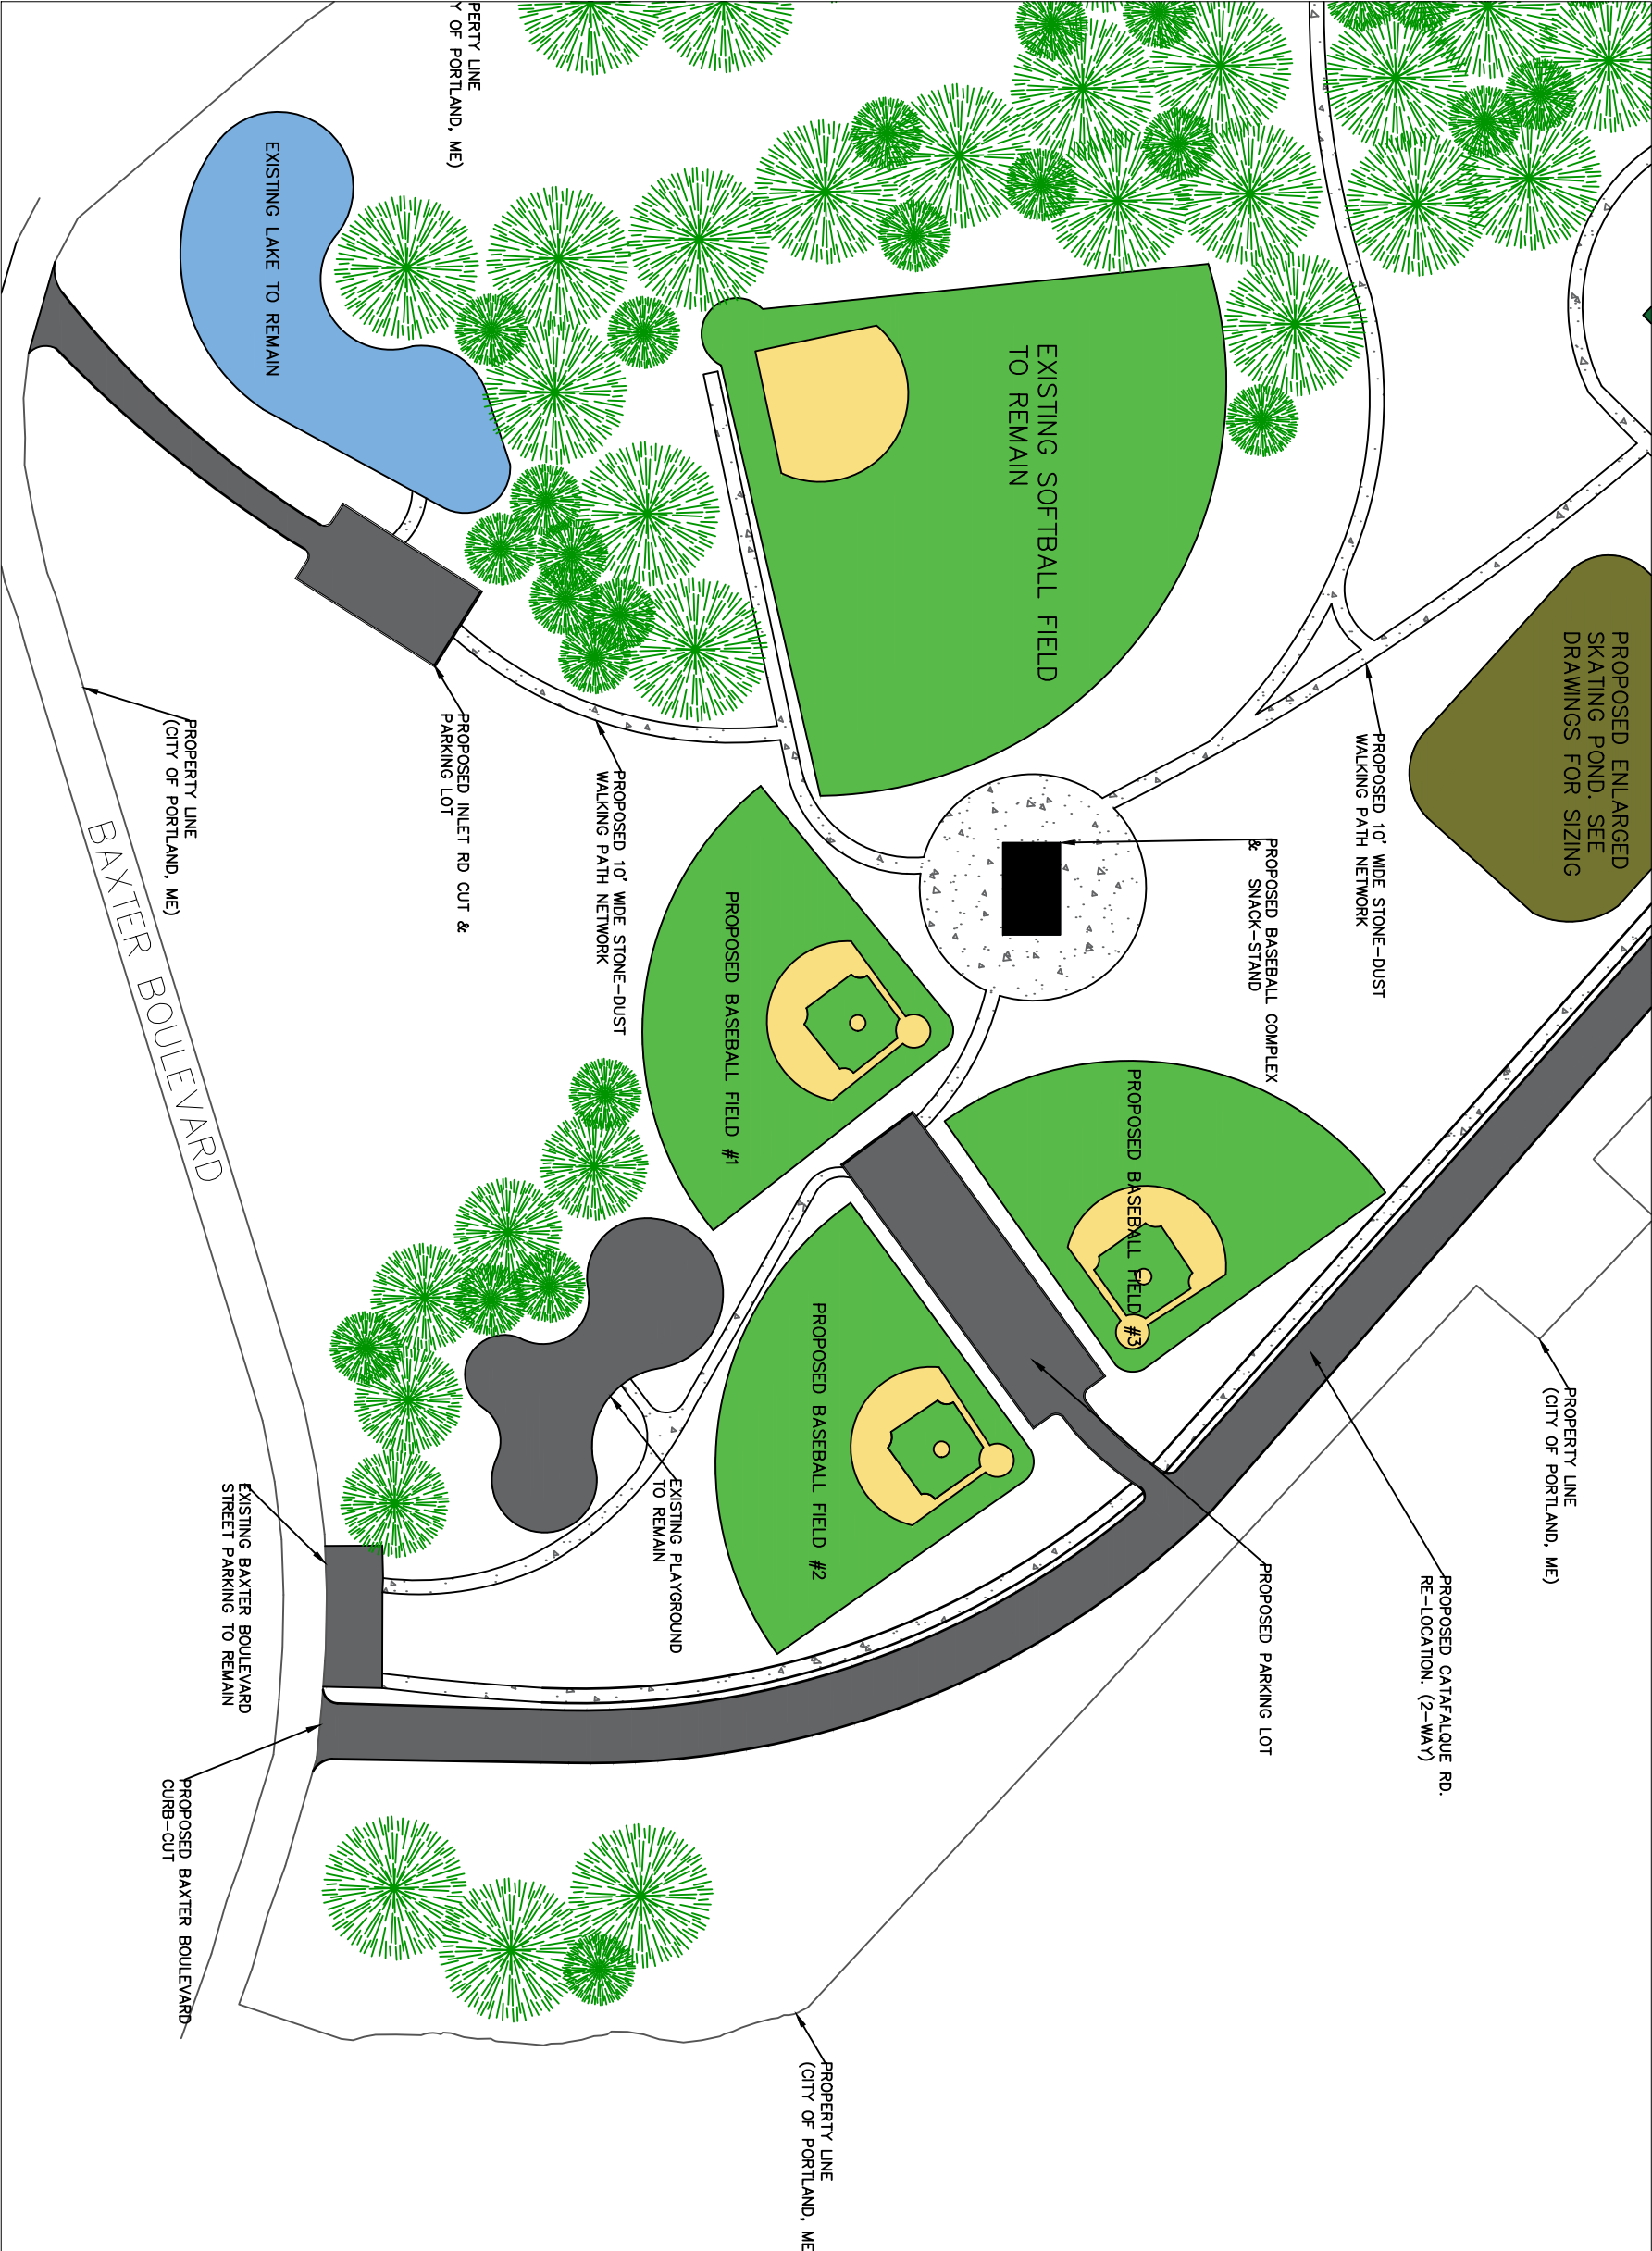 PERTY LINE
Y OF PORTLAND, ME)
EXISTING LAKE TO REMAIN
EXISTING SOFTBALL FIELD
TO REMAIN
PROPOSED ENLARGED
SKATING POND. SEE
DRAWINGS FOR SIZING
PROPOSED 10' WIDE STONE-DUST
WALKING PATH NETWORK
PROPERTY LINE
(CITY OF PORTLAND, ME)
PROPOSED INLET RD CUT &
PARKING LOT
PROPOSED 10' WIDE STONE-DUST
WALKING PATH NETWORK
PROPOSED BASEBALL COMPLEX
& SNACK-STAND
BAXTER BOULEVARD
PROPOSED BASEBALL FIELD #1
PROPOSED BASEBALL FIELD #3
PROPOSED BASEBALL FIELD #2
PROPERTY LINE
(CITY OF PORTLAND, ME)
PROPOSED CATAFALQUE RD.
RE-LOCATION. (2-WAY)
PROPOSED PARKING LOT
EXISTING PLAYGROUND
TO REMAIN
EXISTING BAXTER BOULEVARD
STREET PARKING TO REMAIN
PROPOSED BAXTER BOULEVARD
CURB-CUT
PROPERTY LINE
(CITY OF PORTLAND, ME